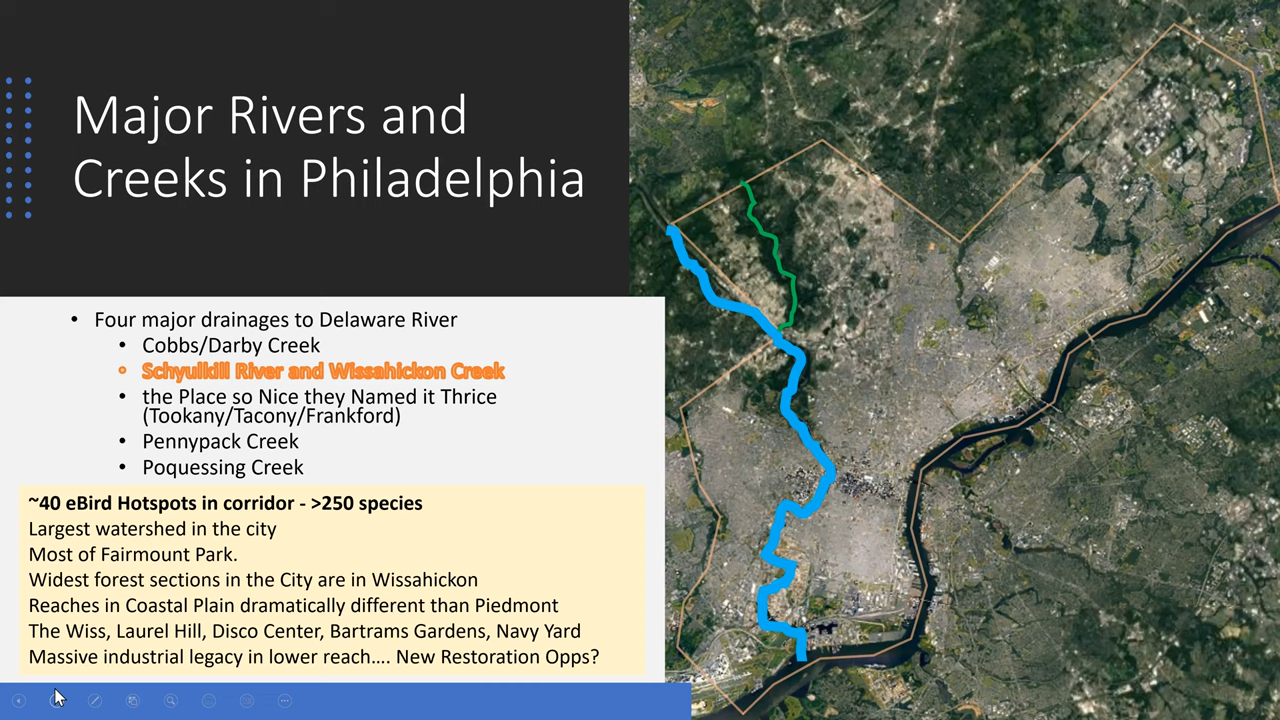 Major Rivers and
Creeks in Philadelphia
• Four major drainages to Delaware River
• Cobbs/Darby Creek
• Schyulkill River and Wissahickon Creek
• the Place so Nice they Named it Thrice
(Tookany/Tacony/Frankford)
• Pennypack Creek
• Poquessing Creek
~40 eBird Hotspots in corridor - >250 species
Largest watershed in the city
Most of Fairmount Park.
Widest forest sections in the City are in Wissahickon
Reaches in Coastal Plain dramatically different than Piedmont
The Wiss, Laurel Hill, Disco Center, Bartrams Gardens, Navy Yard
Massive industrial legacy in lower reach.... New Restoration Opps?